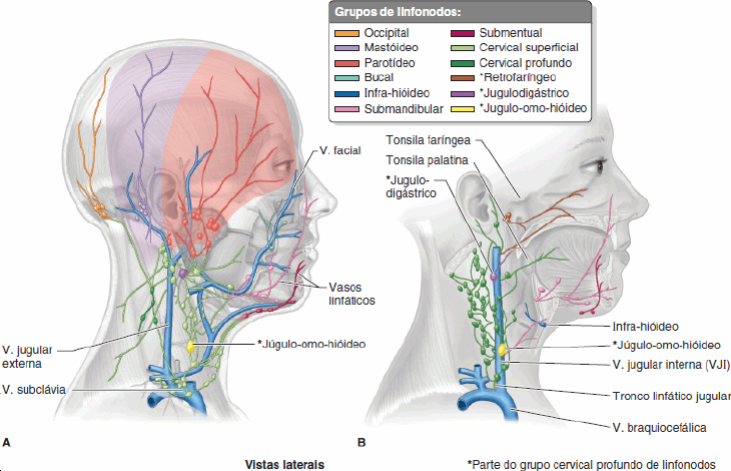 Grupos de linfonodos:
Occipital
Mastóideo
Parotídeo
Bucal
Infra-hióideo
Submandibular
Submentual
Cervical superficial
Cervical profundo
*Retrofaríngeo
*Jugulodigástrico
*Jugulo-omo-hióideo
V. facial
Vasos
linfáticos
*Júgulo-omo-hióideo
V. jugular
externa
V. subclávia
A
Tonsila faríngea
Tonsila palatina
*Jugulo-
digástrico
Infra-hióideo
*Júgulo-omo-hióideo
V. jugular interna (VJI)
Tronco linfático jugular
V. braquiocefálica
B
Vistas laterais
*Parte do grupo cervical profundo de linfonodos